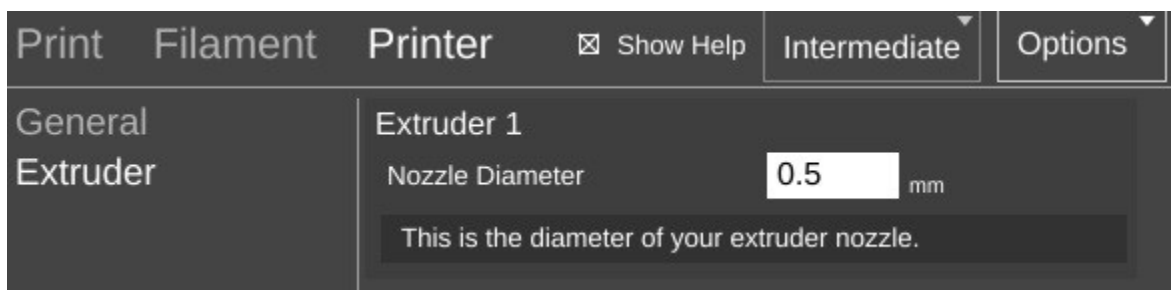 Print Filament Printer Show Help Intermediate Options
General
Extruder
Extruder 1
Nozzle Diameter 0.5 mm
This is the diameter of your extruder nozzle.